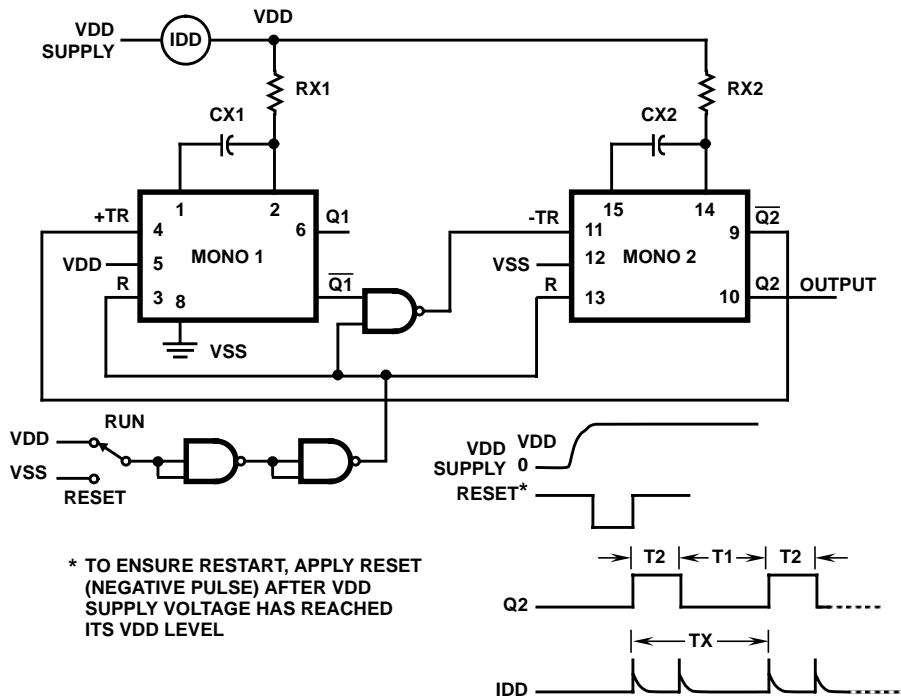 VDD
SUPPLY
IDD
VDD
RX1
RX2
CX1
CX2
1
2
15
14
+TR
4
6
Q1
-TR
11
9
Q2
VDD
5
MONO 1
VSS
12
MONO 2
R
3
8
Q1
R
13
10
Q2
OUTPUT
VSS
RUN
VDD
VSS
RESET
VDD
SUPPLY
VDD
0
RESET*
* TO ENSURE RESTART, APPLY RESET
(NEGATIVE PULSE) AFTER VDD
SUPPLY VOLTAGE HAS REACHED
ITS VDD LEVEL
T2
T1
T2
Q2
TX
IDD